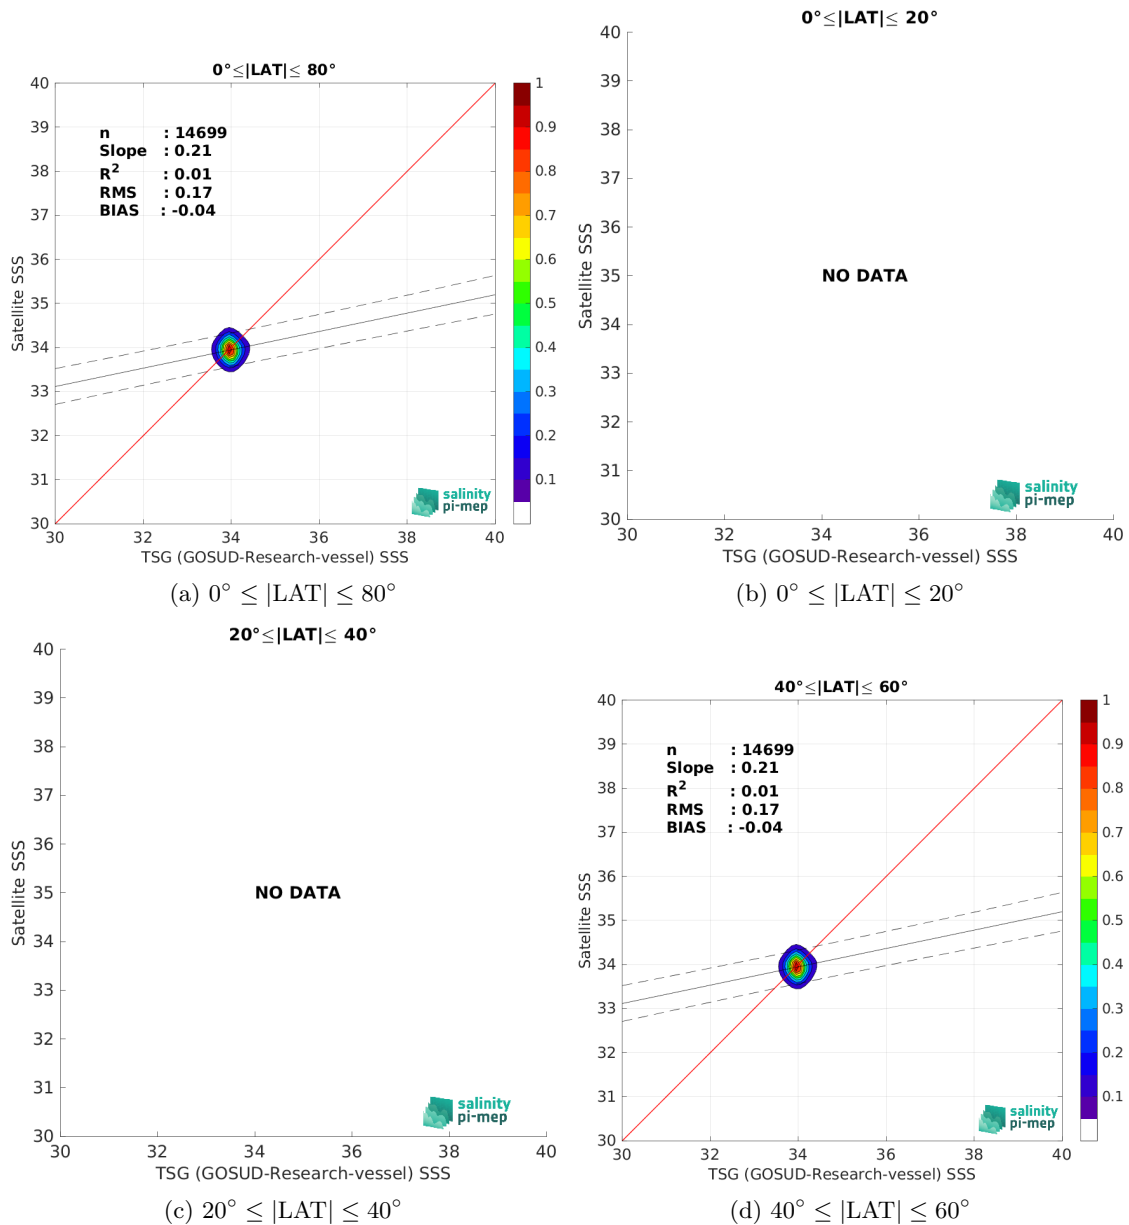 0°≤|LAT|≤ 80°
40
39
38
37
36
35
34
33
32
31
30
n : 14699
Slope : 0.21
R² : 0.01
RMS : 0.17
BIAS : -0.04
Satellite SSS
30 32 34 36 38 40
TSG (GOSUD-Research-vessel) SSS
1
0.9
0.8
0.7
0.6
0.5
0.4
0.3
0.2
0.1
salinity
pi-mep
(a) 0° ≤ |LAT| ≤ 80°
0°≤|LAT|≤ 20°
40
39
38
37
36
35
34
33
32
31
30
Satellite SSS
NO DATA
salinity
pi-mep
30 32 34 36 38 40
TSG (GOSUD-Research-vessel) SSS
(b) 0° ≤ |LAT| ≤ 20°
20°≤|LAT|≤ 40°
40
39
38
37
36
35
34
33
32
31
30
Satellite SSS
NO DATA
salinity
pi-mep
30 32 34 36 38 40
TSG (GOSUD-Research-vessel) SSS
(c) 20° ≤ |LAT| ≤ 40°
40°≤|LAT|≤ 60°
40
39
38
37
36
35
34
33
32
31
30
n : 14699
Slope : 0.21
R² : 0.01
RMS : 0.17
BIAS : -0.04
Satellite SSS
30 32 34 36 38 40
TSG (GOSUD-Research-vessel) SSS
1
0.9
0.8
0.7
0.6
0.5
0.4
0.3
0.2
0.1
salinity
pi-mep
(d) 40° ≤ |LAT| ≤ 60°